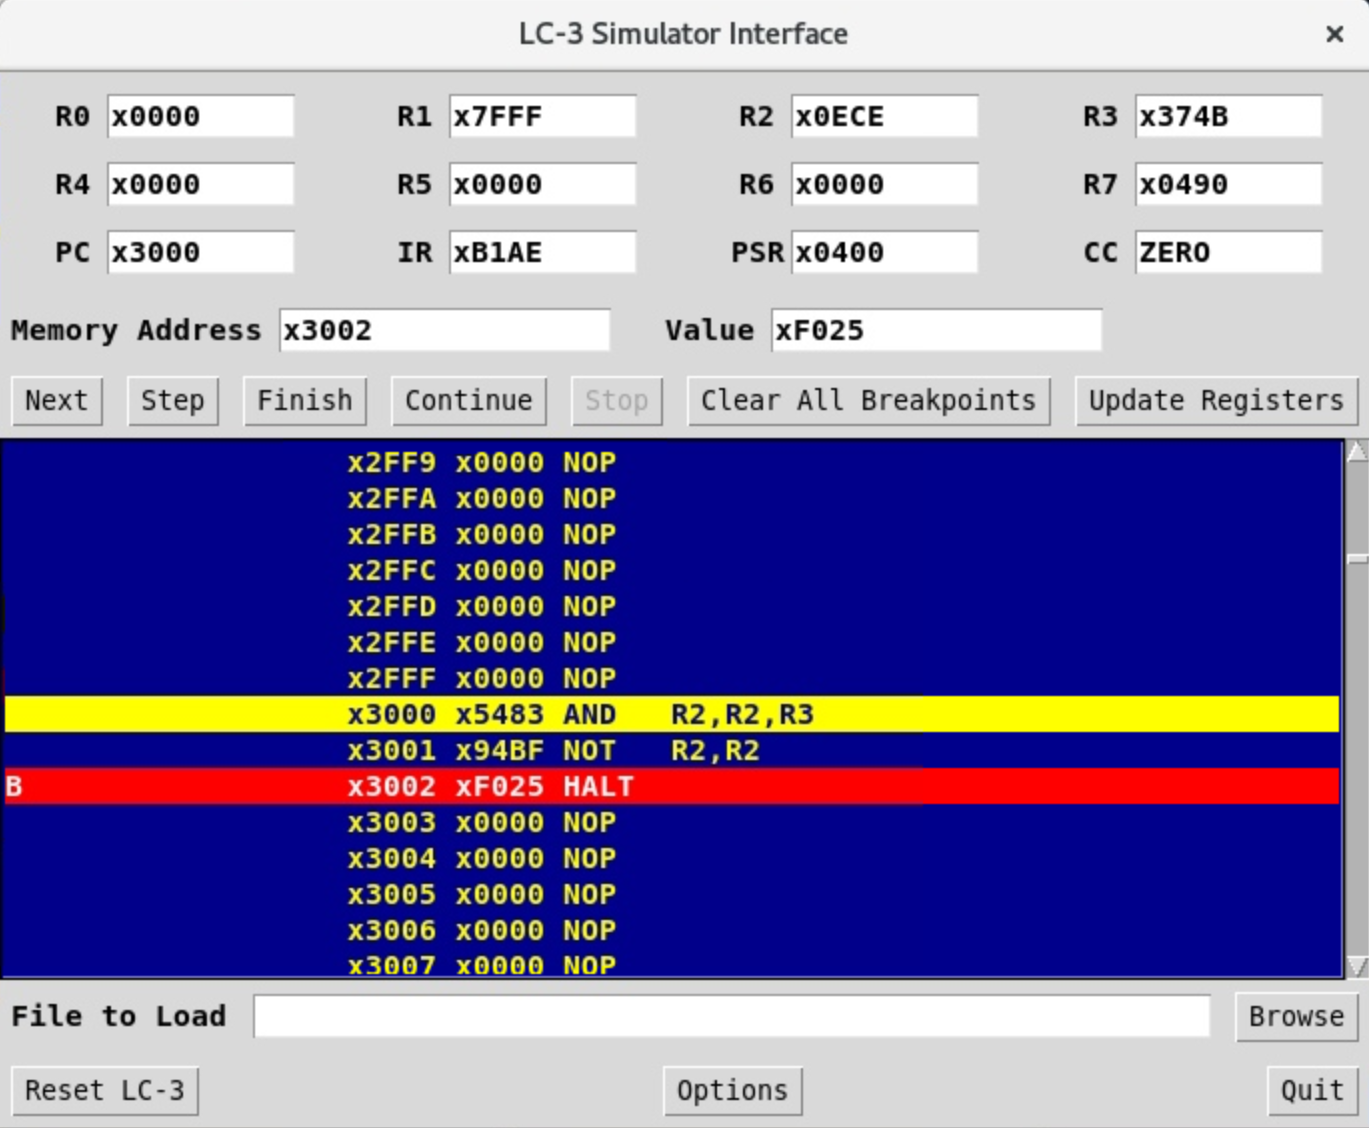 LC-3 Simulator Interface ×
R0 x0000 R1 x7FFF R2 x0ECE R3 x374B
R4 x0000 R5 x0000 R6 x0000 R7 x0490
PC x3000 IR xB1AE PSR x0400 CC ZERO
Memory Address x3002 Value xF025
Next Step Finish Continue Stop Clear All Breakpoints Update Registers
x2FF9 x0000 NOP
x2FFA x0000 NOP
x2FFB x0000 NOP
x2FFC x0000 NOP
x2FFD x0000 NOP
x2FFE x0000 NOP
x2FFF x0000 NOP
x3000 x5483 AND R2,R2,R3
x3001 x94BF NOT R2,R2
B x3002 xF025 HALT
x3003 x0000 NOP
x3004 x0000 NOP
x3005 x0000 NOP
x3006 x0000 NOP
x3007 x0000 NOP
File to Load Browse
Reset LC-3 Options Quit